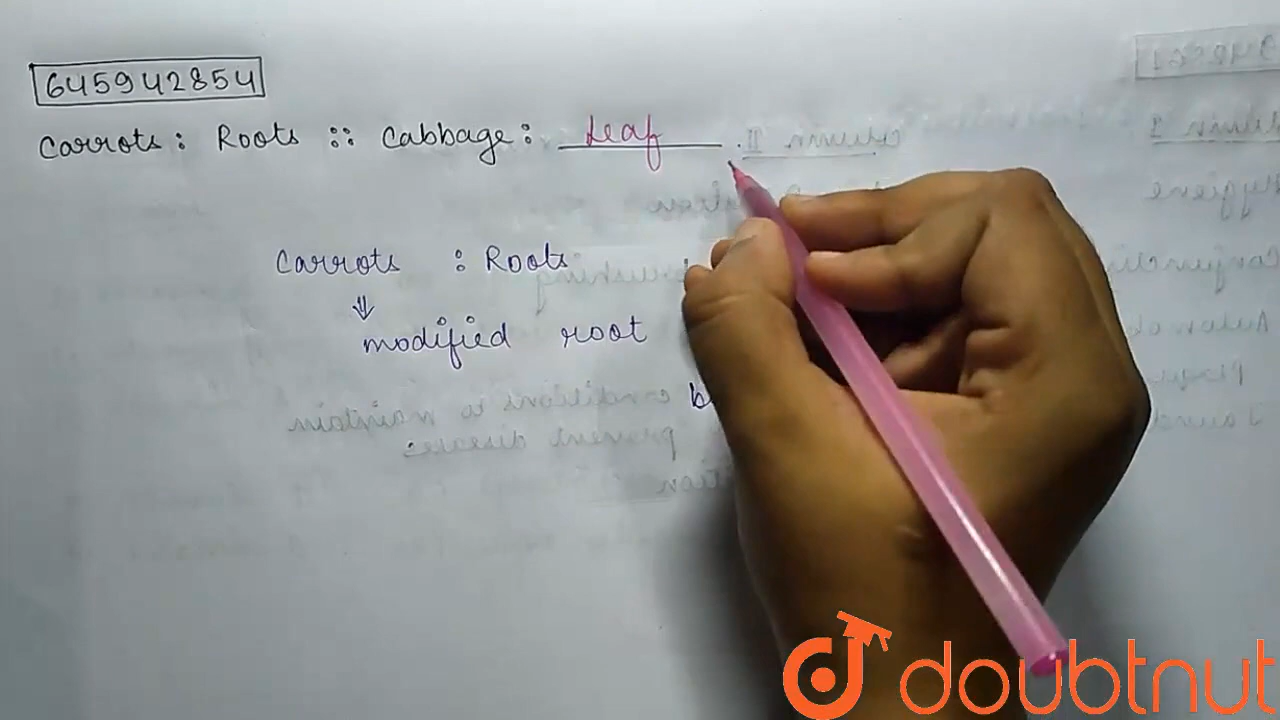 645942854
Carrots: Roots :: Cabbage: Leaf .
Carrots : Roots
⇓
modified root
doubtnut